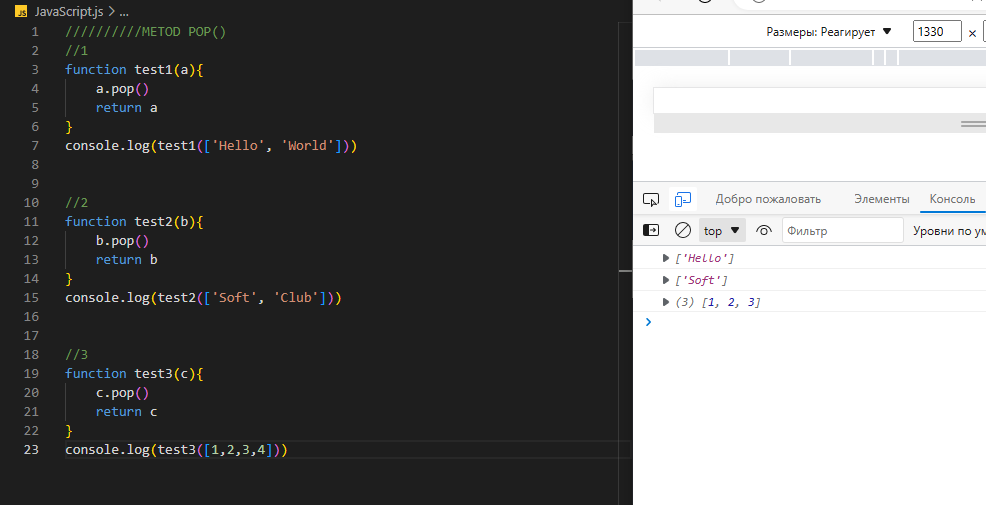 JS JavaScript.js > ...
1 //////////METOD POP()
2 //1
3 function test1(a){
4 a.pop()
5 return a
6 }
7 console.log(test1(['Hello', 'World']))
8
9
10 //2
11 function test2(b){
12 b.pop()
13 return b
14 }
15 console.log(test2(['Soft', 'Club']))
16
17
18 //3
19 function test3(c){
20 c.pop()
21 return c
22 }
23 console.log(test3([1,2,3,4]))
Размеры: Реагирует ▼ 1330 ×
Добро пожаловать Элементы Консоль
top ▼ Фильтр Уровни по ум
▶ ['Hello']
▶ ['Soft']
▶ (3) [1, 2, 3]
>